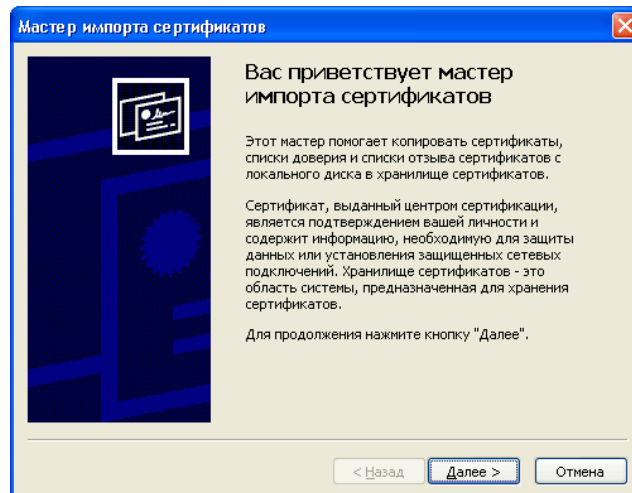 Мастер импорта сертификатов
Вас приветствует мастер
импорта сертификатов
Этот мастер помогает копировать сертификаты,
списки доверия и списки отзыва сертификатов с
локального диска в хранилище сертификатов.
Сертификат, выданный центром сертификации,
является подтверждением вашей личности и
содержит информацию, необходимую для защиты
данных или установления защищенных сетевых
подключений. Хранилище сертификатов - это
область системы, предназначенная для хранения
сертификатов.
Для продолжения нажмите кнопку "Далее".
< Назад Далее > Отмена